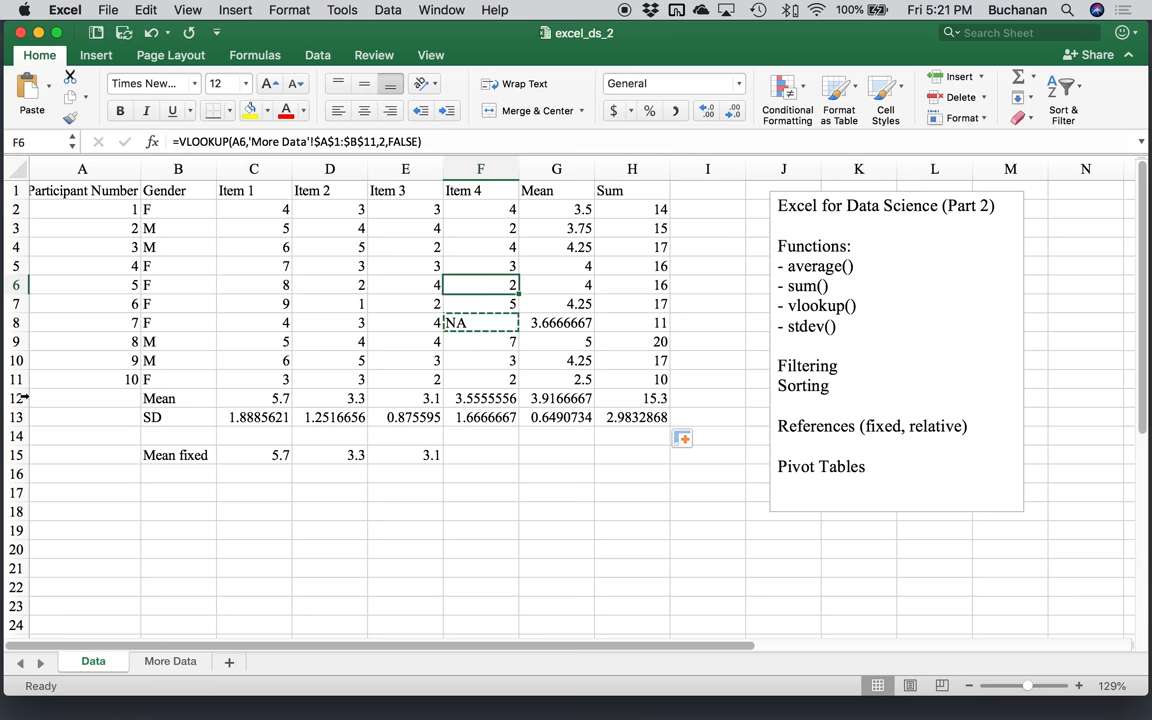 Excel File Edit View Insert Format Tools Data Window Help 100% Fri 5:21 PM Buchanan
excel_ds_2 Search Sheet
Home Insert Page Layout Formulas Data Review View Share
Paste Times New... 12 A A Wrap Text General Conditional Formatting Format as Table Cell Styles Insert Delete Format Sort & Filter
B I U A Merge & Center $ % .0 .00 .00 .0
F6 fx =VLOOKUP(A6,'More Data'!$A$1:$B$11,2,FALSE)
A B C D E F G H I J K L M N
1 Participant Number Gender Item 1 Item 2 Item 3 Item 4 Mean Sum
2 1 F 4 3 3 4 3.5 14
3 2 M 5 4 4 2 3.75 15
4 3 M 6 5 2 4 4.25 17
5 4 F 7 3 3 3 4 16
6 5 F 8 2 4 2 4 16
7 6 F 9 1 2 5 4.25 17
8 7 F 4 3 4 NA 3.6666667 11
9 8 M 5 4 4 7 5 20
10 9 M 6 5 3 3 4.25 17
11 10 F 3 3 2 2 2.5 10
12 Mean 5.7 3.3 3.1 3.5555556 3.9166667 15.3
13 SD 1.8885621 1.2516656 0.875595 1.6666667 0.6490734 2.9832868
14
15 Mean fixed 5.7 3.3 3.1
16
17
18
19
20
21
22
23
24
Excel for Data Science (Part 2)
Functions:
- average()
- sum()
- vlookup()
- stdev()
Filtering
Sorting
References (fixed, relative)
Pivot Tables
Data More Data +
Ready 129%